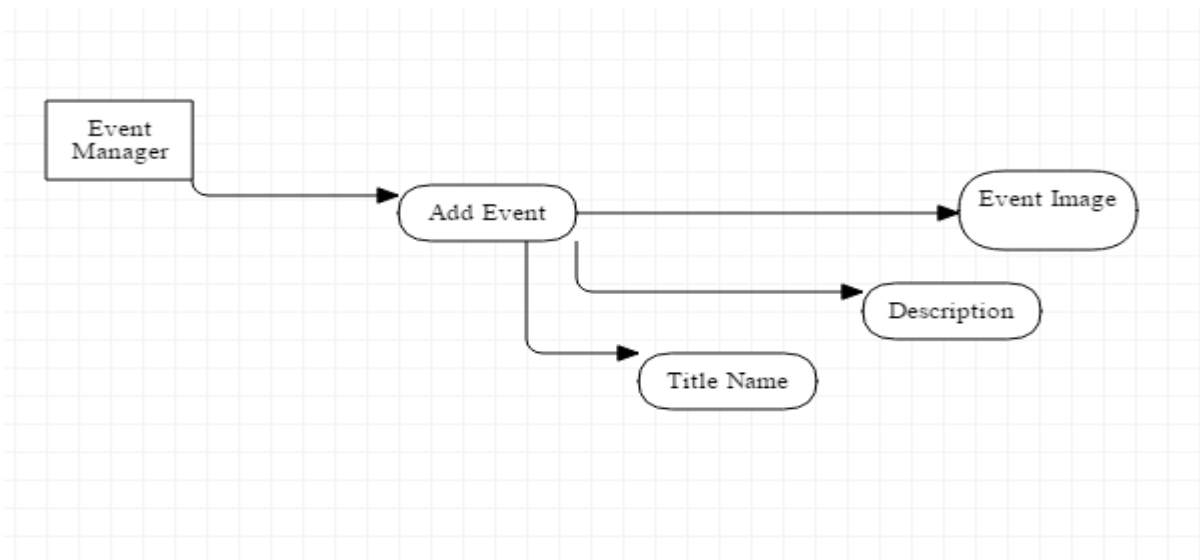 Event
Manager
Add Event
Event Image
Description
Title Name